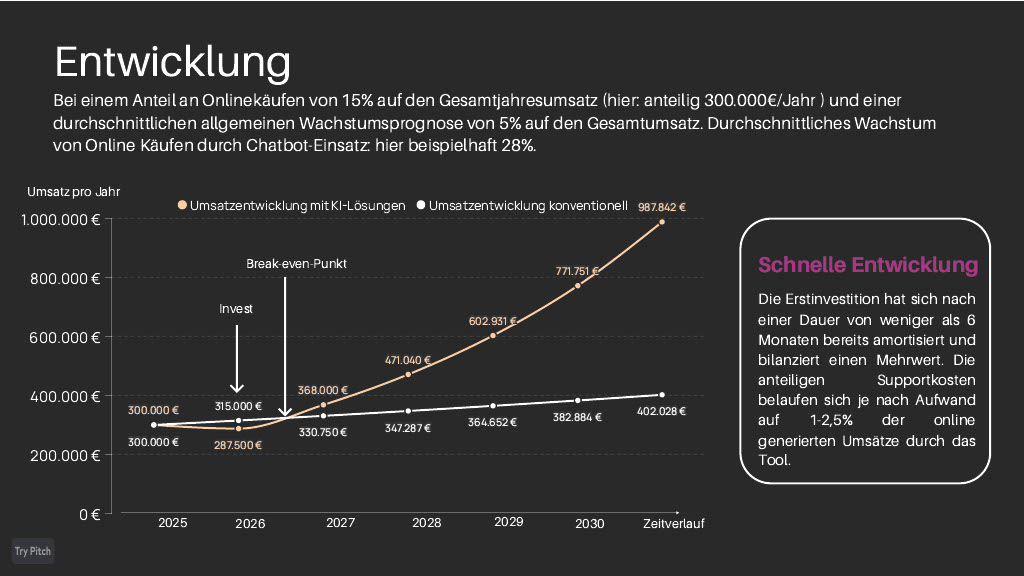 Entwicklung
Bei einem Anteil an Onlinekäufen von 15% auf den Gesamtjahresumsatz (hier: anteilig 300.000€/Jahr ) und einer
durchschnittlichen allgemeinen Wachstumsprognose von 5% auf den Gesamtumsatz. Durchschnittliches Wachstum
von Online Käufen durch Chatbot-Einsatz: hier beispielhaft 28%.
Umsatz pro Jahr
Umsatzentwicklung mit KI-Lösungen
Umsatzentwicklung konventionell
987.842 €
1.000.000 €
800.000 €
600.000 €
400.000 €
200.000 €
0 €
Break-even-Punkt
Invest
771.751 €
602.931 €
471.040 €
368.000 €
315.000 €
300.000 €
300.000 €
287.500 €
330.750 €
347.287 €
364.652 €
382.884 €
402.028 €
2025
2026
2027
2028
2029
2030
Zeitverlauf
Schnelle Entwicklung
Die Erstinvestition hat sich nach
einer Dauer von weniger als 6
Monaten bereits amortisiert und
bilanziert einen Mehrwert. Die
anteiligen Supportkosten
belaufen sich je nach Aufwand
auf 1-2,5% der online
generierten Umsätze durch das
Tool.
Try Pitch